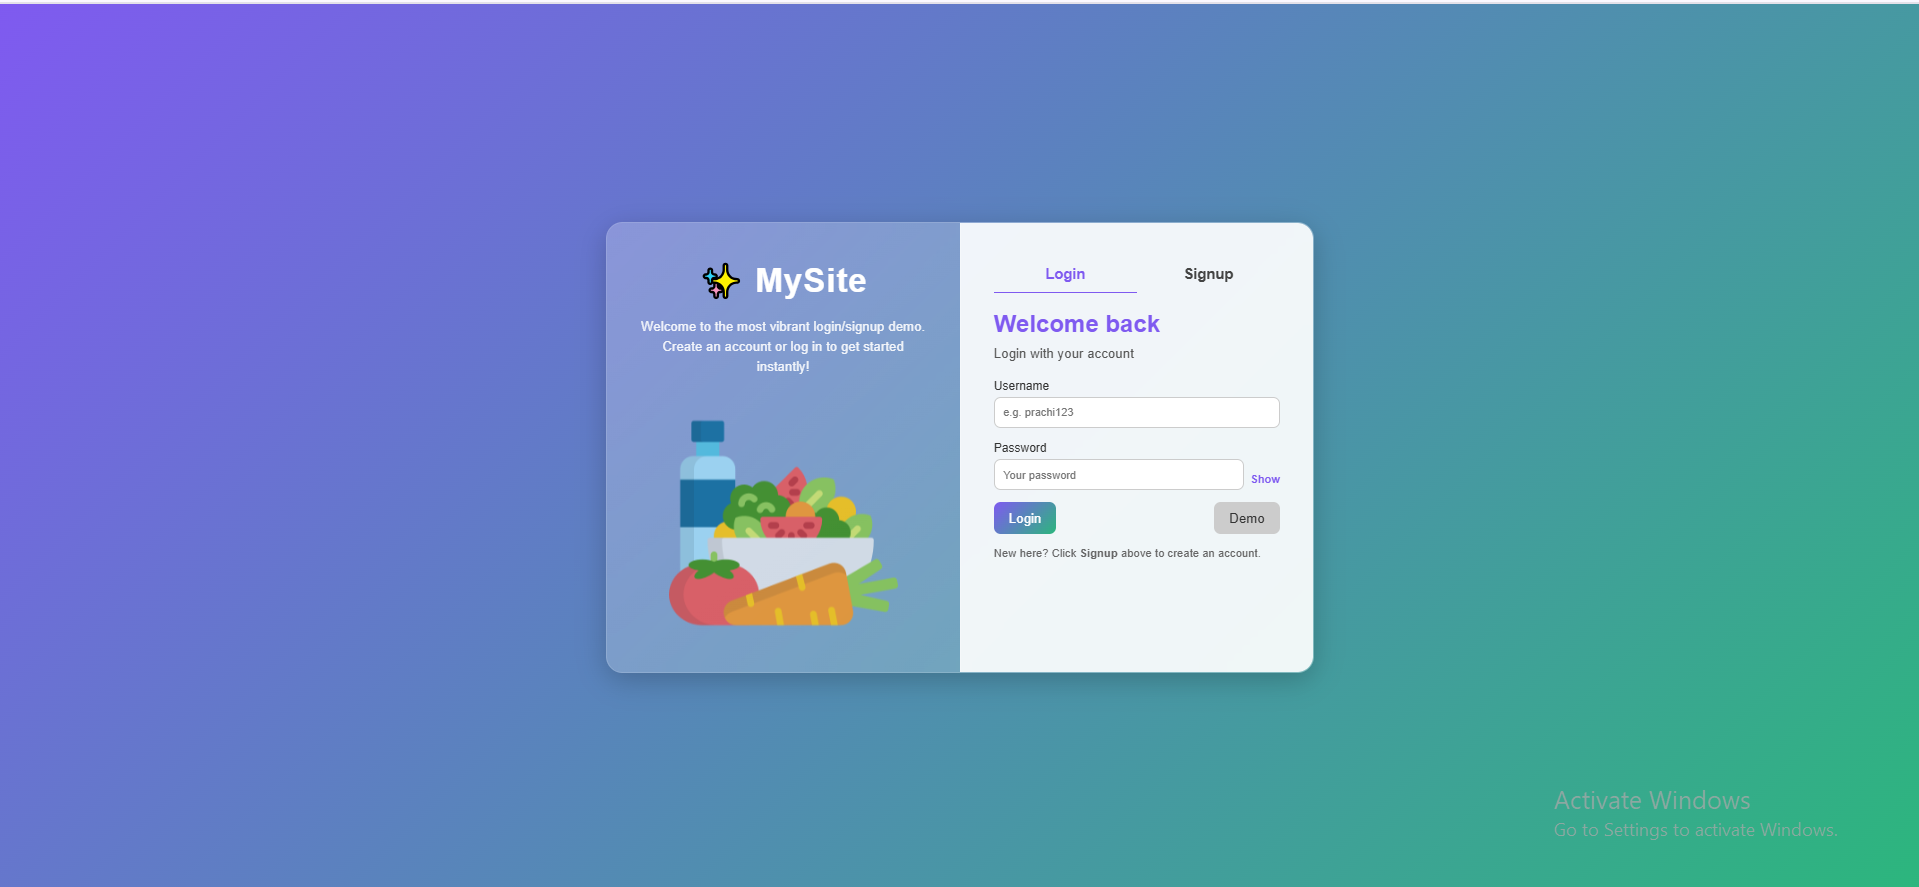 MySite
Welcome to the most vibrant login/signup demo.
Create an account or log in to get started
instantly!
Login
Signup
Welcome back
Login with your account
Username
e.g. prachi123
Password
Your password
Show
Login
Demo
New here? Click Signup above to create an account.
Activate Windows
Go to Settings to activate Windows.